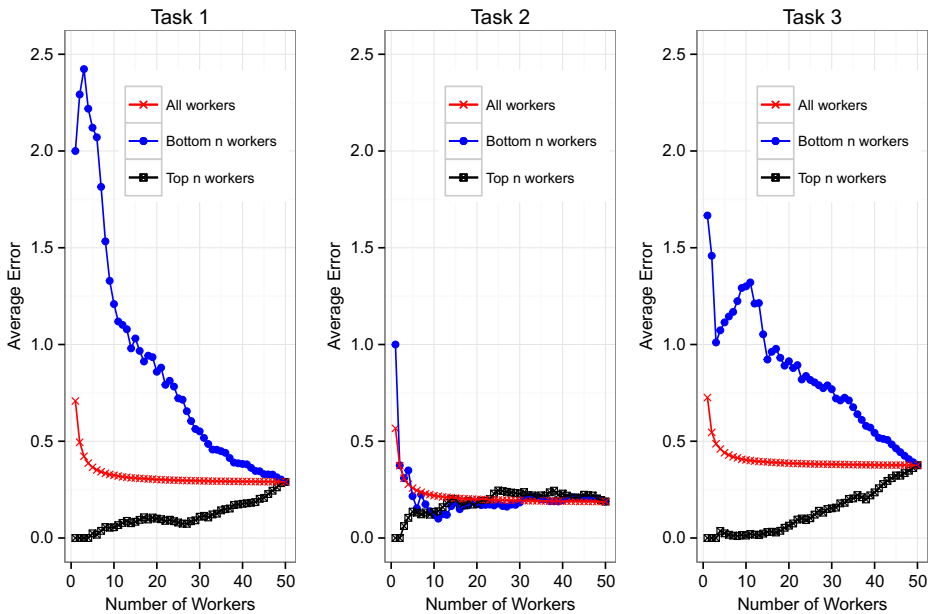 Task 1
Average Error
2.5
2.0
1.5
1.0
0.5
0.0
All workers
Bottom n workers
Top n workers
0 10 20 30 40 50
Number of Workers
Task 2
Average Error
2.5
2.0
1.5
1.0
0.5
0.0
All workers
Bottom n workers
Top n workers
0 10 20 30 40 50
Number of Workers
Task 3
Average Error
2.5
2.0
1.5
1.0
0.5
0.0
All workers
Bottom n workers
Top n workers
0 10 20 30 40 50
Number of Workers